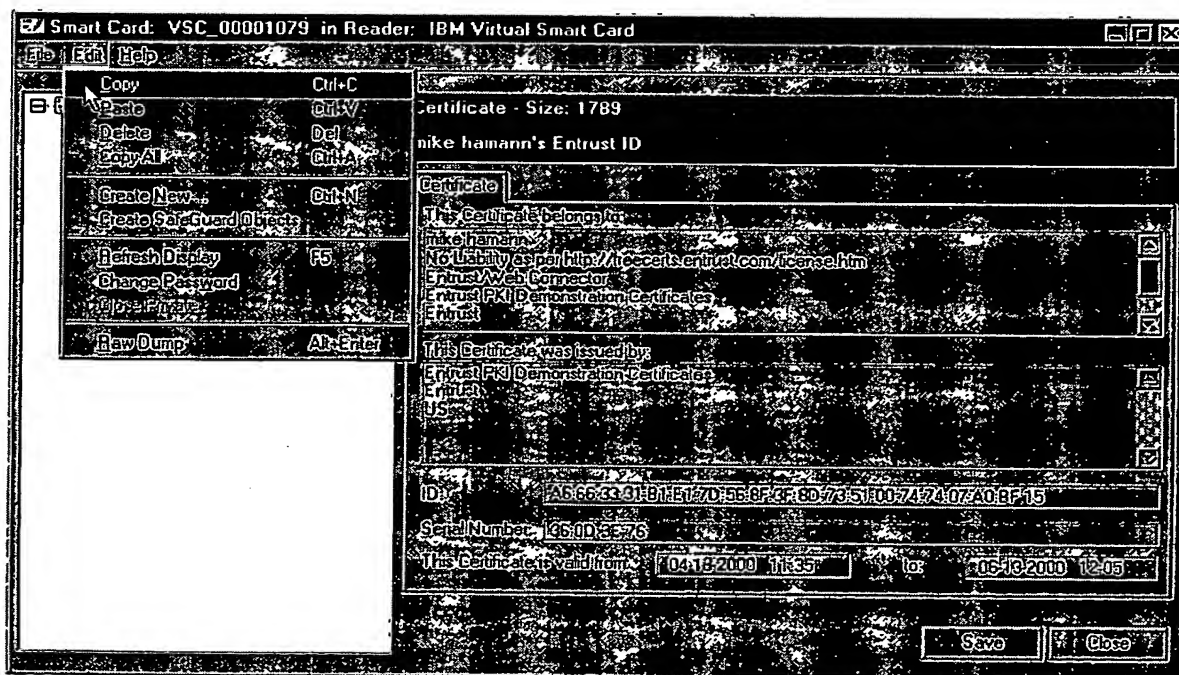 Smart Card: VSC_00001079 in Reader: IBM Virtual Smart Card
File Edit Help
Copy Ctrl+C
Paste Ctrl+V
Delete Del
Copy All Ctrl+A
Create New... Ctrl+N
Create SafeGuard Objects
Refresh Display F5
Change Password
Raw Dump Alt+Enter
Certificate - Size: 1789
mike hamann's Entrust ID
Certificate
This Certificate belongs to:
mike hamann
No Liability as per http://freecerts.entrust.com/license.htm
Entrust/Web Connector
Entrust PKI Demonstration Certificates
Entrust
This Certificate was issued by:
Entrust PKI Demonstration Certificates
Entrust
US
ID:
Serial Number:
This Certificate is valid from: 04-18-2000 11:35 to: 06-13-2000 12:05
Save Close